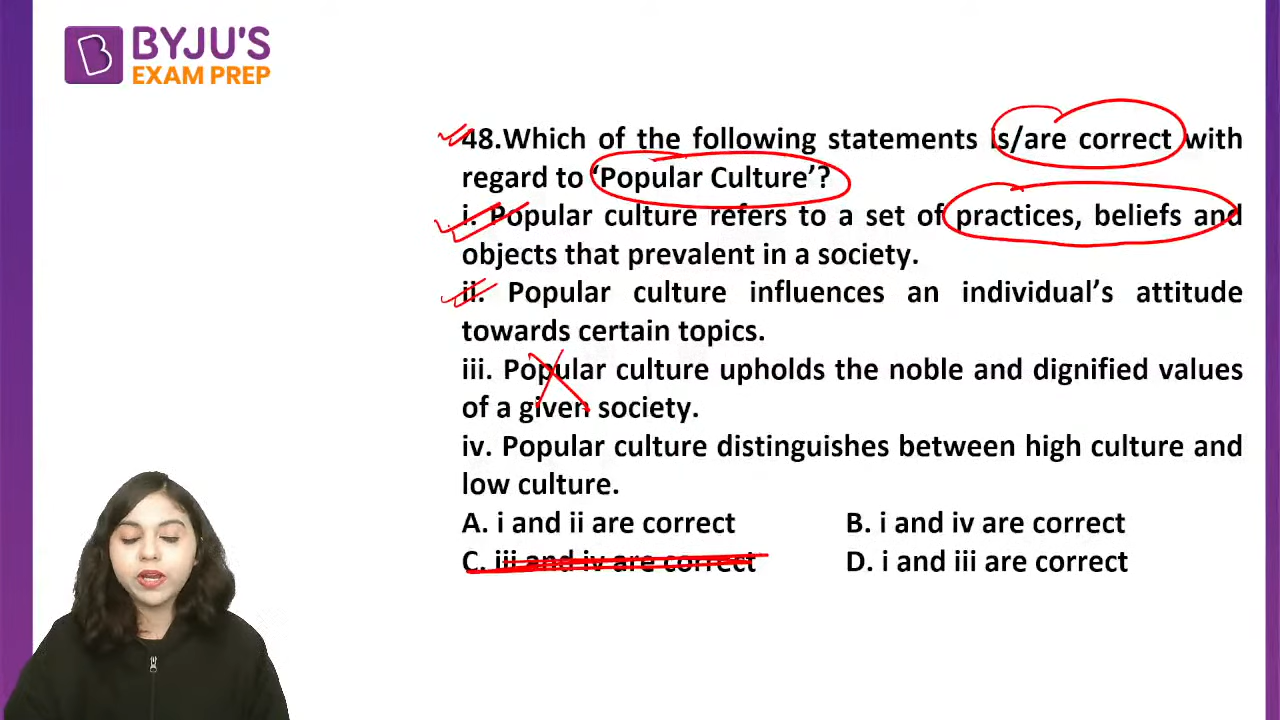 BYJU'S
EXAM PREP
48.Which of the following statements is/are correct with
regard to ‘Popular Culture’?
i. Popular culture refers to a set of practices, beliefs and
objects that prevalent in a society.
ii. Popular culture influences an individual’s attitude
towards certain topics.
iii. Popular culture upholds the noble and dignified values
of a given society.
iv. Popular culture distinguishes between high culture and
low culture.
A. i and ii are correct B. i and iv are correct
C. iii and iv are correct D. i and iii are correct